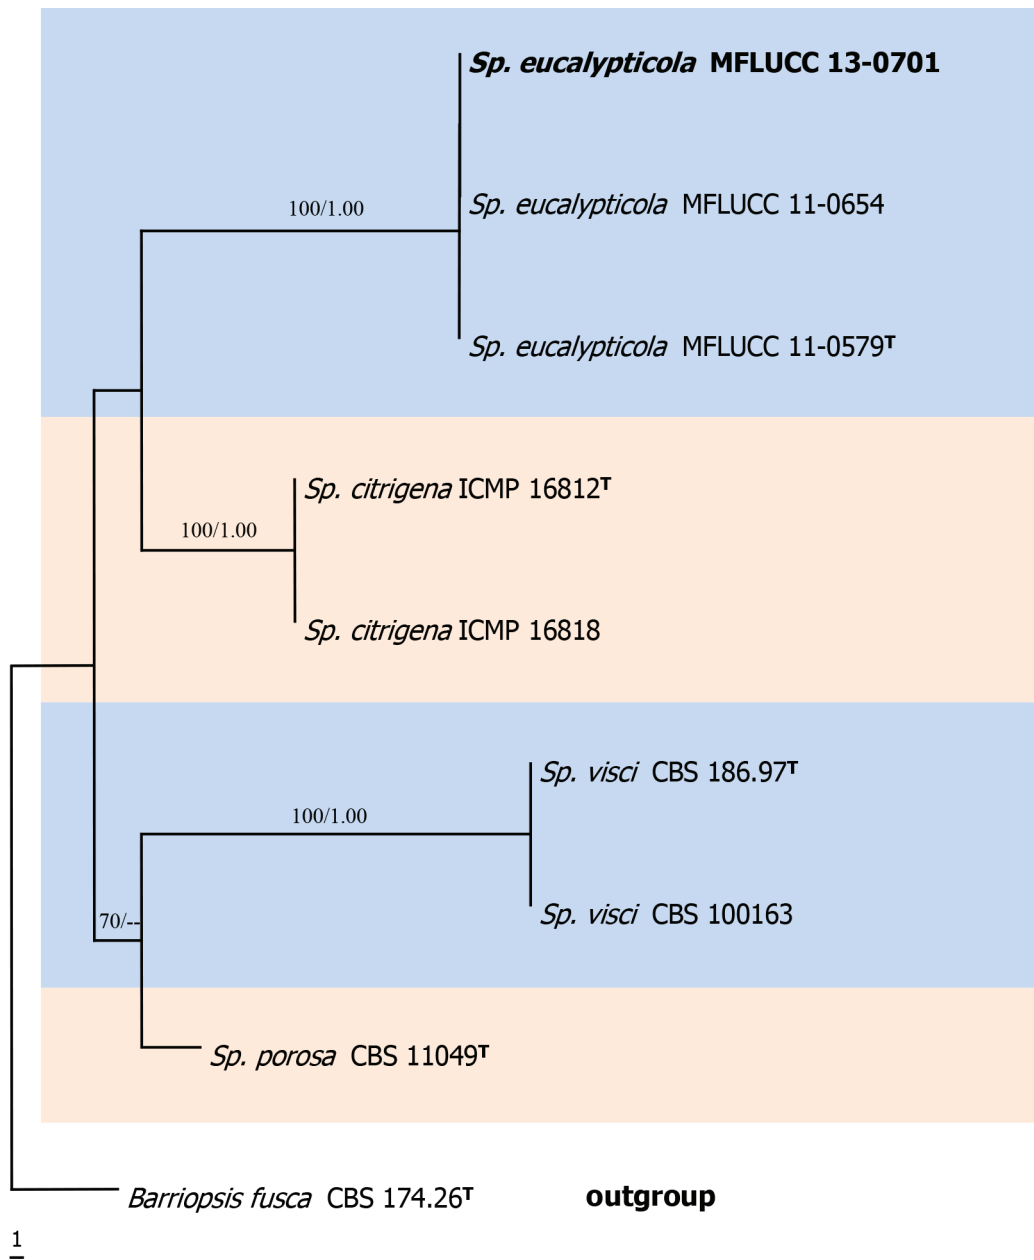 Sp. eucalypticola MFLUCC 13-0701
Sp. eucalypticola MFLUCC 11-0654
100/1.00
Sp. eucalypticola MFLUCC 11-0579ᵀ
Sp. citrigena ICMP 16812ᵀ
100/1.00
Sp. citrigena ICMP 16818
Sp. visci CBS 186.97ᵀ
100/1.00
Sp. visci CBS 100163
70/--
Sp. porosa CBS 11049ᵀ
Barriopsis fusca CBS 174.26ᵀ outgroup
1